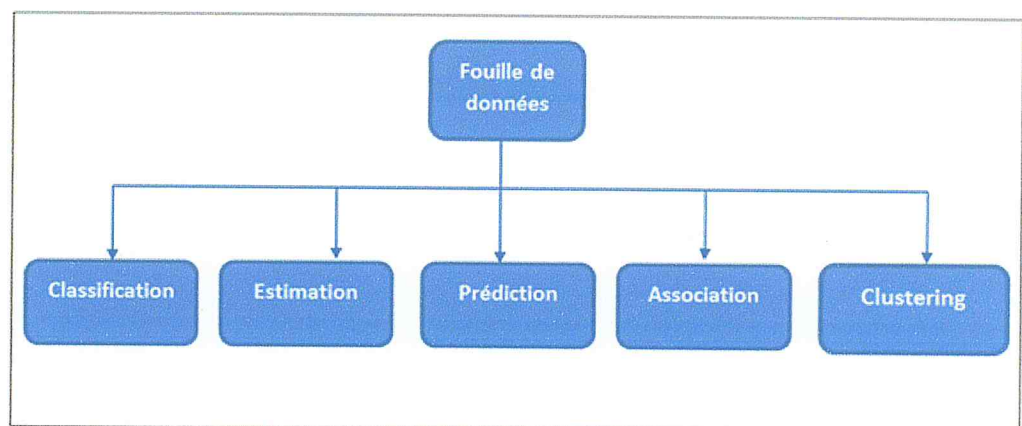 Fouille de
données
Classification
Estimation
Prédiction
Association
Clustering